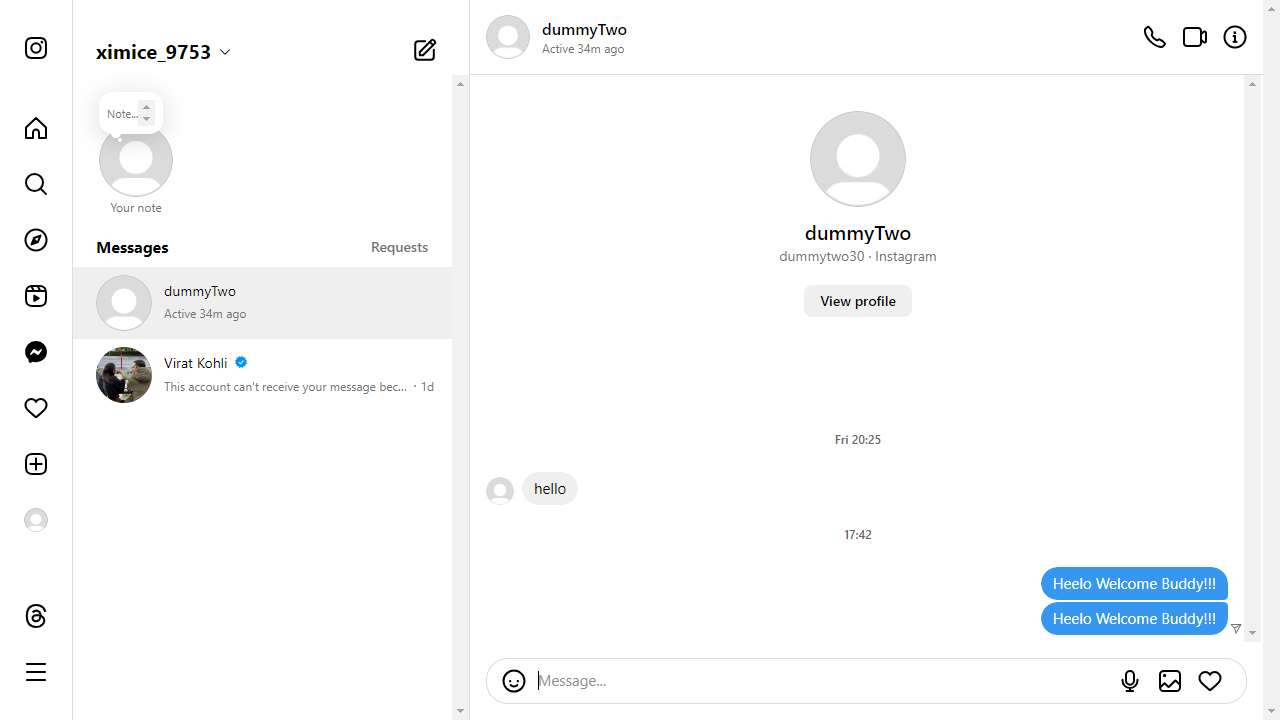 ximice_9753
Note...
Your note
Messages
Requests
dummyTwo
Active 34m ago
Virat Kohli
This account can't receive your message bec... · 1d
dummyTwo
Active 34m ago
dummyTwo
dummytwo30 · Instagram
View profile
Fri 20:25
hello
17:42
Heelo Welcome Buddy!!!
Heelo Welcome Buddy!!!
Message...